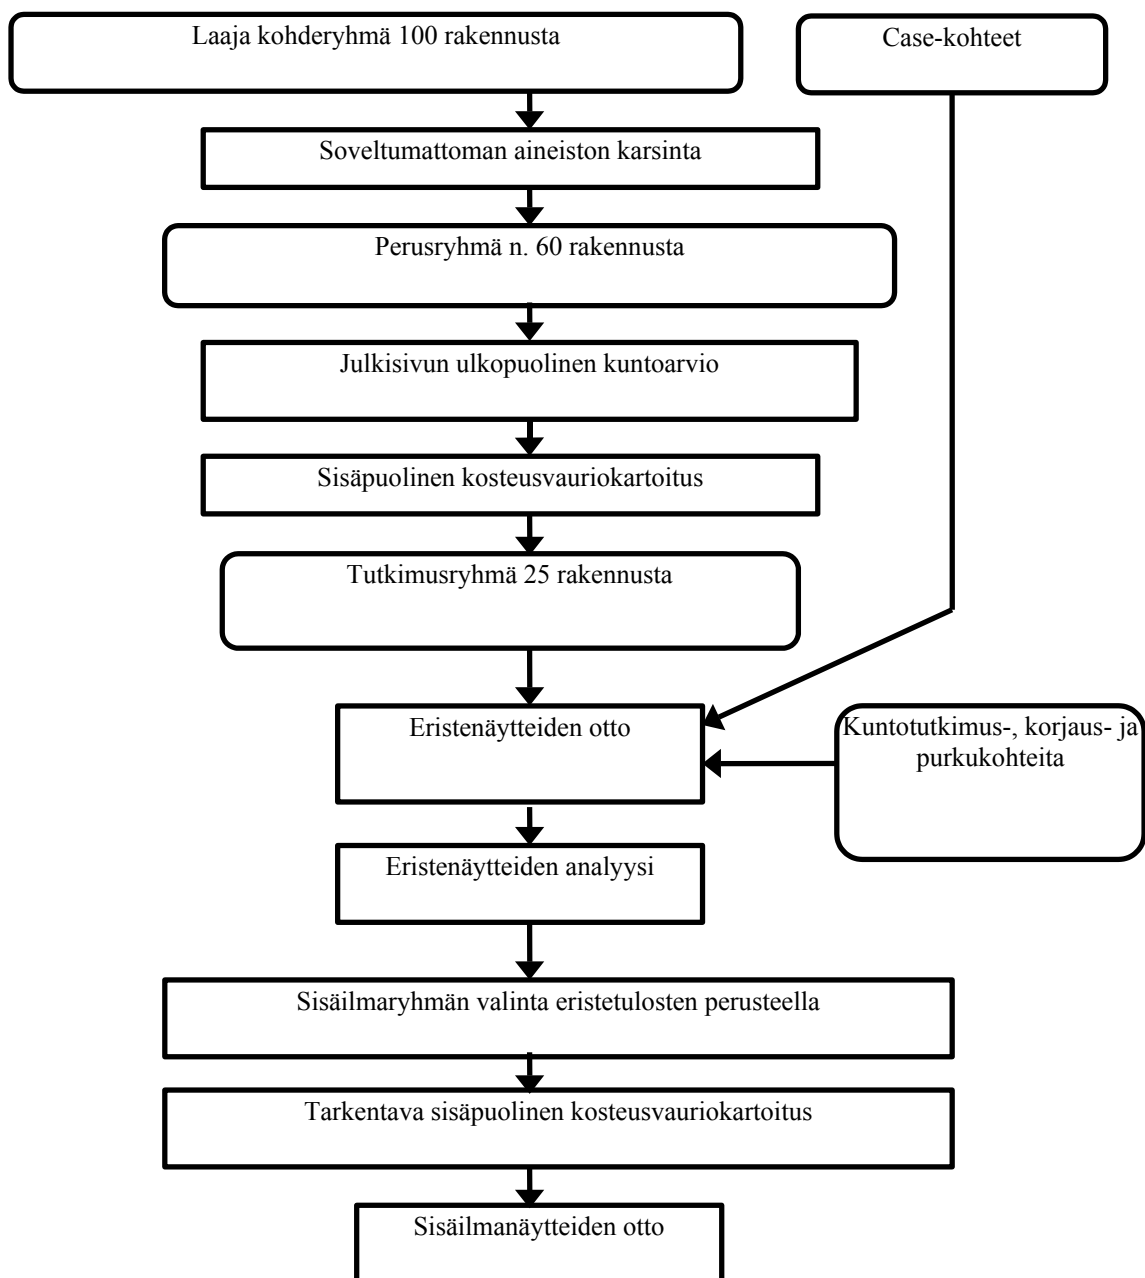 Laaja kohderyhmä 100 rakennusta
Case-kohteet
Soveltumattoman aineiston karsinta
Perusryhmä n. 60 rakennusta
Julkisivun ulkopuolinen kuntoarvio
Sisäpuolinen kosteusvauriokartoitus
Tutkimusryhmä 25 rakennusta
Eristenäytteiden otto
Kuntotutkimus-, korjaus- ja
purkukohteita
Eristenäytteiden analyysi
Sisäilmaryhmän valinta eristetulosten perusteella
Tarkentava sisäpuolinen kosteusvauriokartoitus
Sisäilmanäytteiden otto